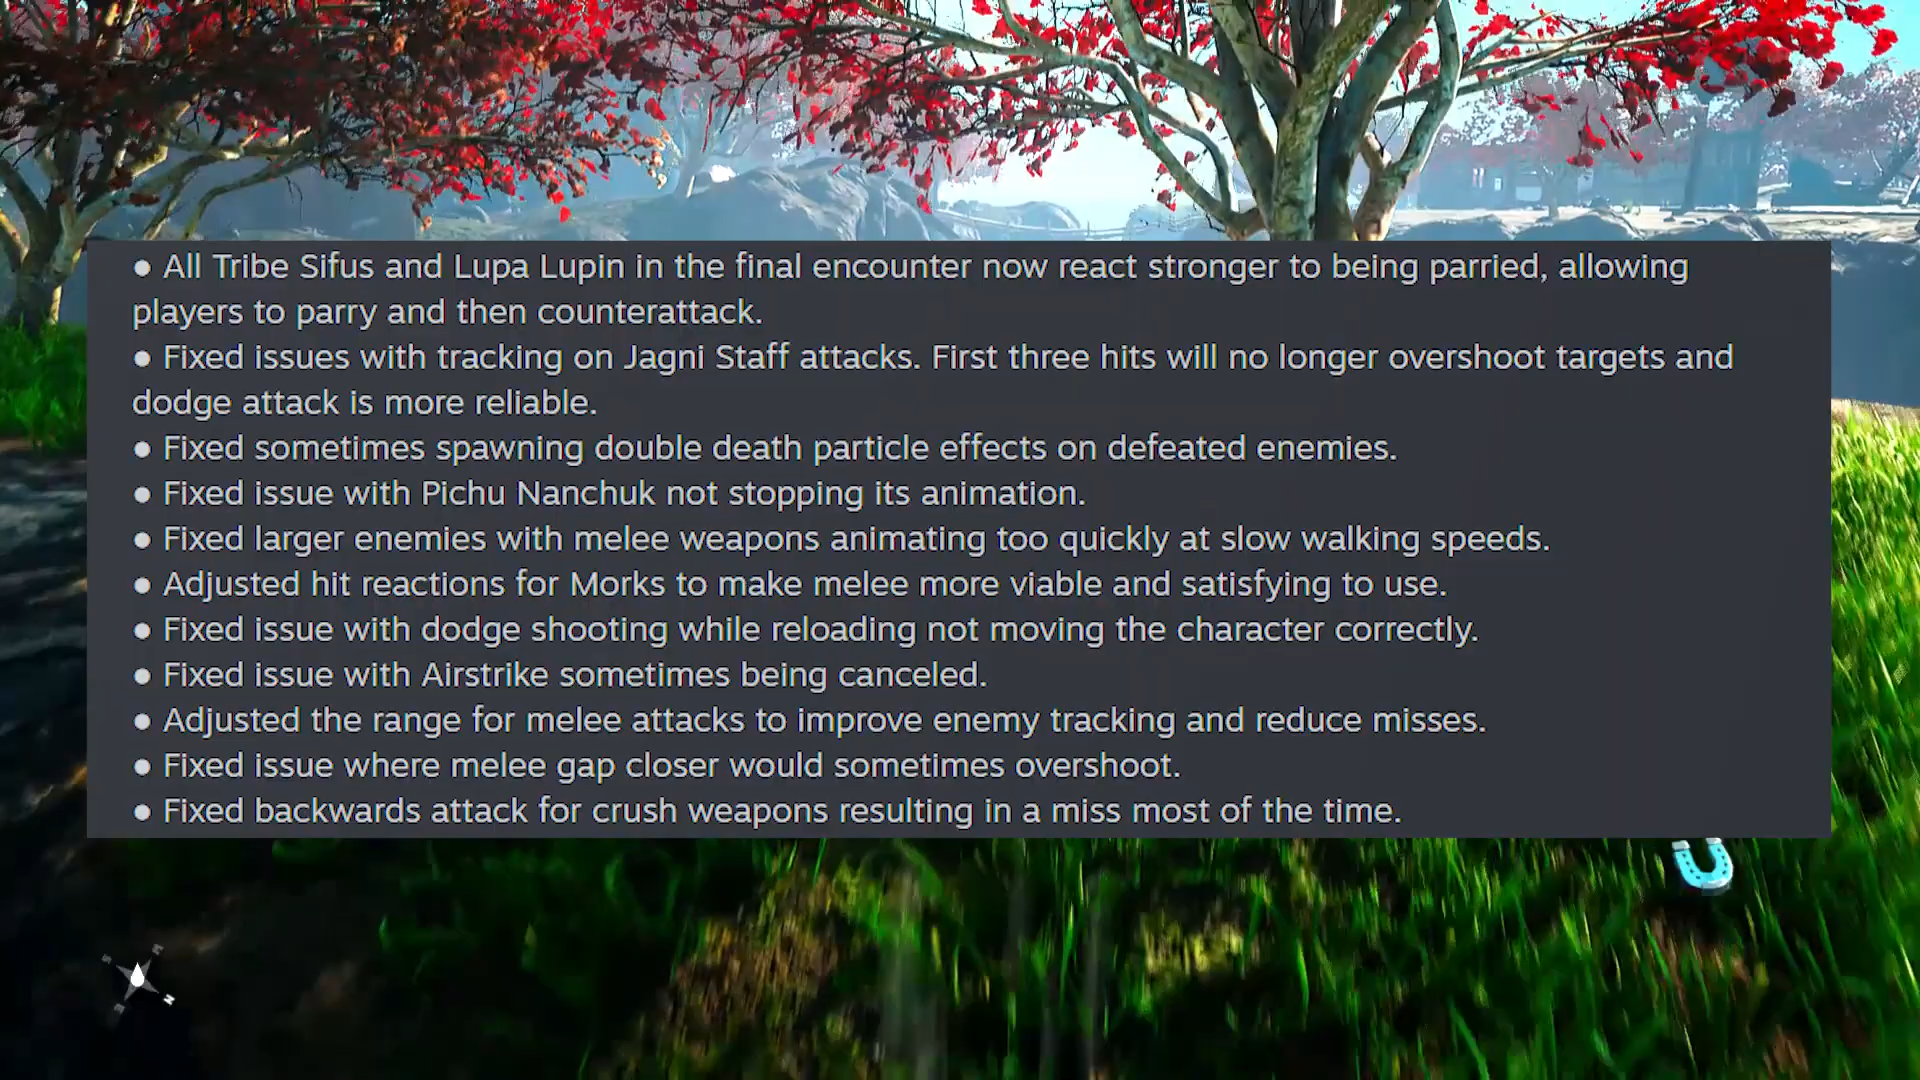 ● All Tribe Sifus and Lupa Lupin in the final encounter now react stronger to being parried, allowing
players to parry and then counterattack.
● Fixed issues with tracking on Jagni Staff attacks. First three hits will no longer overshoot targets and
dodge attack is more reliable.
● Fixed sometimes spawning double death particle effects on defeated enemies.
● Fixed issue with Pichu Nanchuk not stopping its animation.
● Fixed larger enemies with melee weapons animating too quickly at slow walking speeds.
● Adjusted hit reactions for Morks to make melee more viable and satisfying to use.
● Fixed issue with dodge shooting while reloading not moving the character correctly.
● Fixed issue with Airstrike sometimes being canceled.
● Adjusted the range for melee attacks to improve enemy tracking and reduce misses.
● Fixed issue where melee gap closer would sometimes overshoot.
● Fixed backwards attack for crush weapons resulting in a miss most of the time.